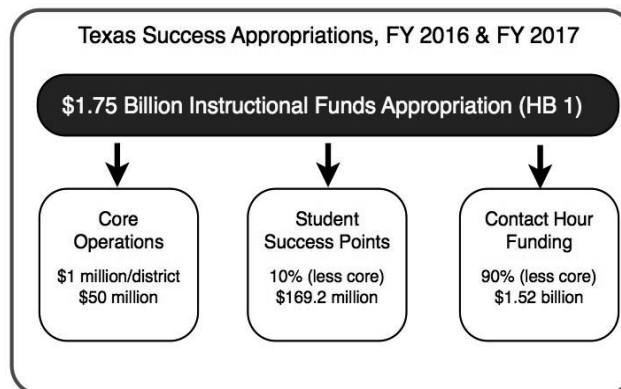 Texas Success Appropriations, FY 2016 & FY 2017
$1.75 Billion Instructional Funds Appropriation (HB 1)
Core
Operations
$1 million/district
$50 million
Student
Success Points
10% (less core)
$169.2 million
Contact Hour
Funding
90% (less core)
$1.52 billion